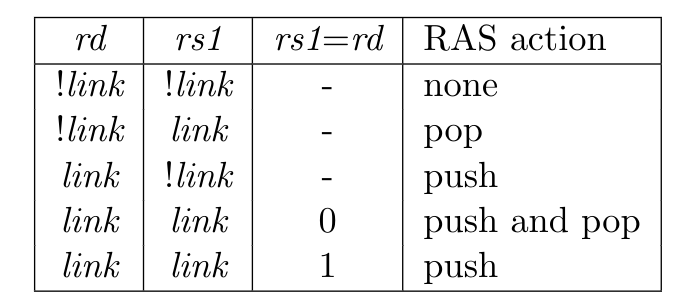 rd rs1 rs1=rd RAS action
!link !link - none
!link link - pop
link !link - push
link link 0 push and pop
link link 1 push